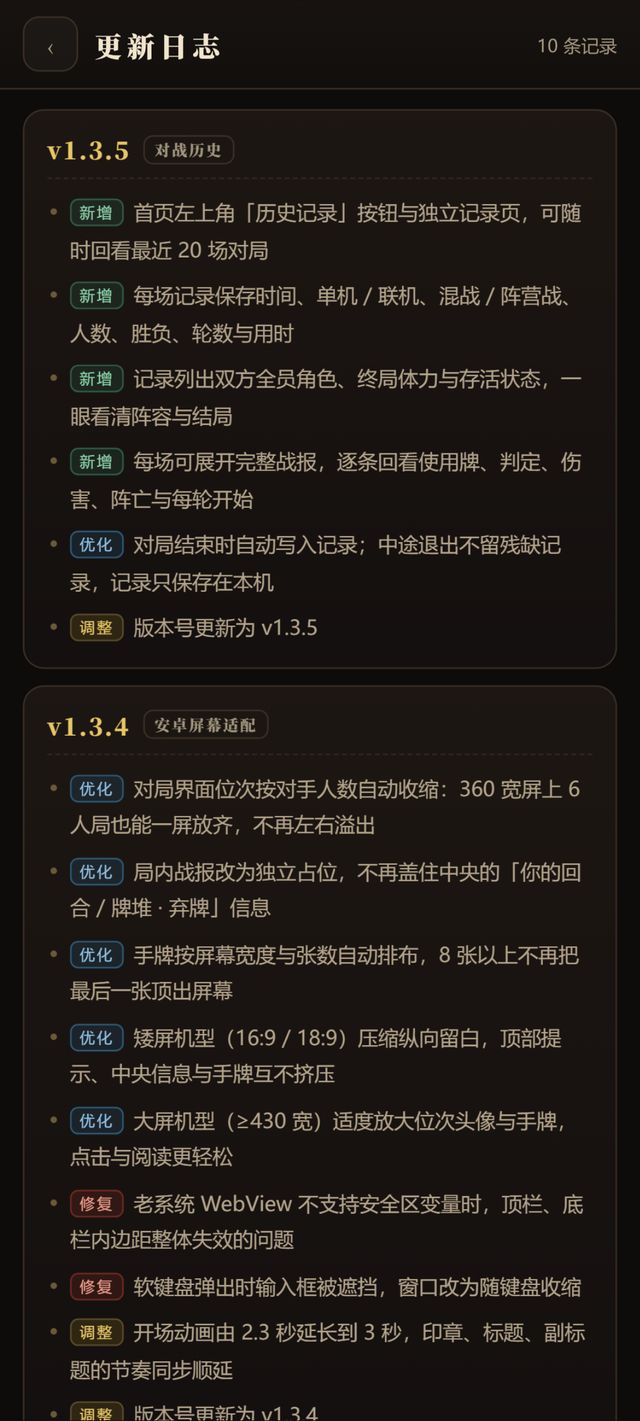 ‹ 更新日志 10 条记录
v1.3.5 对战历史
• 新增 首页左上角「历史记录」按钮与独立记录页，可随
时回看最近 20 场对局
• 新增 每场记录保存时间、单机 / 联机、混战 / 阵营战、
人数、胜负、轮数与用时
• 新增 记录列出双方全员角色、终局体力与存活状态，一
眼看清阵容与结局
• 新增 每场可展开完整战报，逐条回看使用牌、判定、伤
害、阵亡与每轮开始
• 优化 对局结束时自动写入记录；中途退出不留残缺记
录，记录只保存在本机
• 调整 版本号更新为 v1.3.5
v1.3.4 安卓屏幕适配
• 优化 对局界面位次按对手人数自动收缩：360 宽屏上 6
人局也能一屏放齐，不再左右溢出
• 优化 局内战报改为独立占位，不再盖住中央的「你的回
合 / 牌堆 · 弃牌」信息
• 优化 手牌按屏幕宽度与张数自动排布，8 张以上不再把
最后一张顶出屏幕
• 优化 矮屏机型（16:9 / 18:9）压缩纵向留白，顶部提
示、中央信息与手牌互不挤压
• 优化 大屏机型（≥430 宽）适度放大位次头像与手牌，
点击与阅读更轻松
• 修复 老系统 WebView 不支持安全区变量时，顶栏、底
栏内边距整体失效的问题
• 修复 软键盘弹出时输入框被遮挡，窗口改为随键盘收缩
• 调整 开场动画由 2.3 秒延长到 3 秒，印章、标题、副标
题的节奏同步顺延
• 调整 版本号更新为 v1.3.4